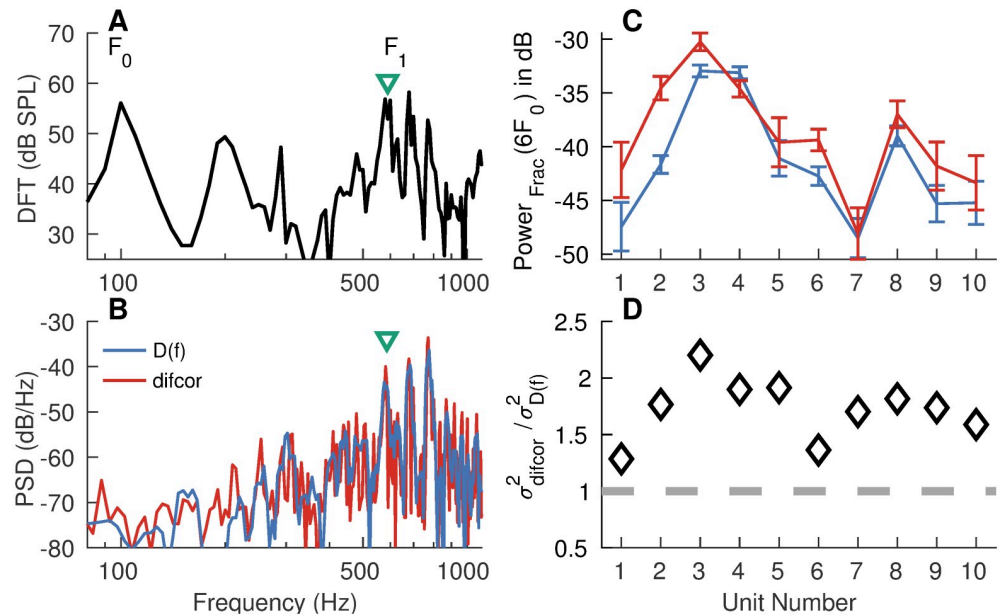 A
F0
F1
DFT (dB SPL)
70
60
50
40
30
100
500
1000
B
D(f)
difcor
PSD (dB/Hz)
-30
-40
-50
-60
-70
-80
100
500
1000
Frequency (Hz)
C
Power Frac (6F0) in dB
-30
-35
-40
-45
-50
1 2 3 4 5 6 7 8 9 10
D
σ²difcor / σ²D(f)
2.5
2
1.5
1
0.5
1 2 3 4 5 6 7 8 9 10
Unit Number